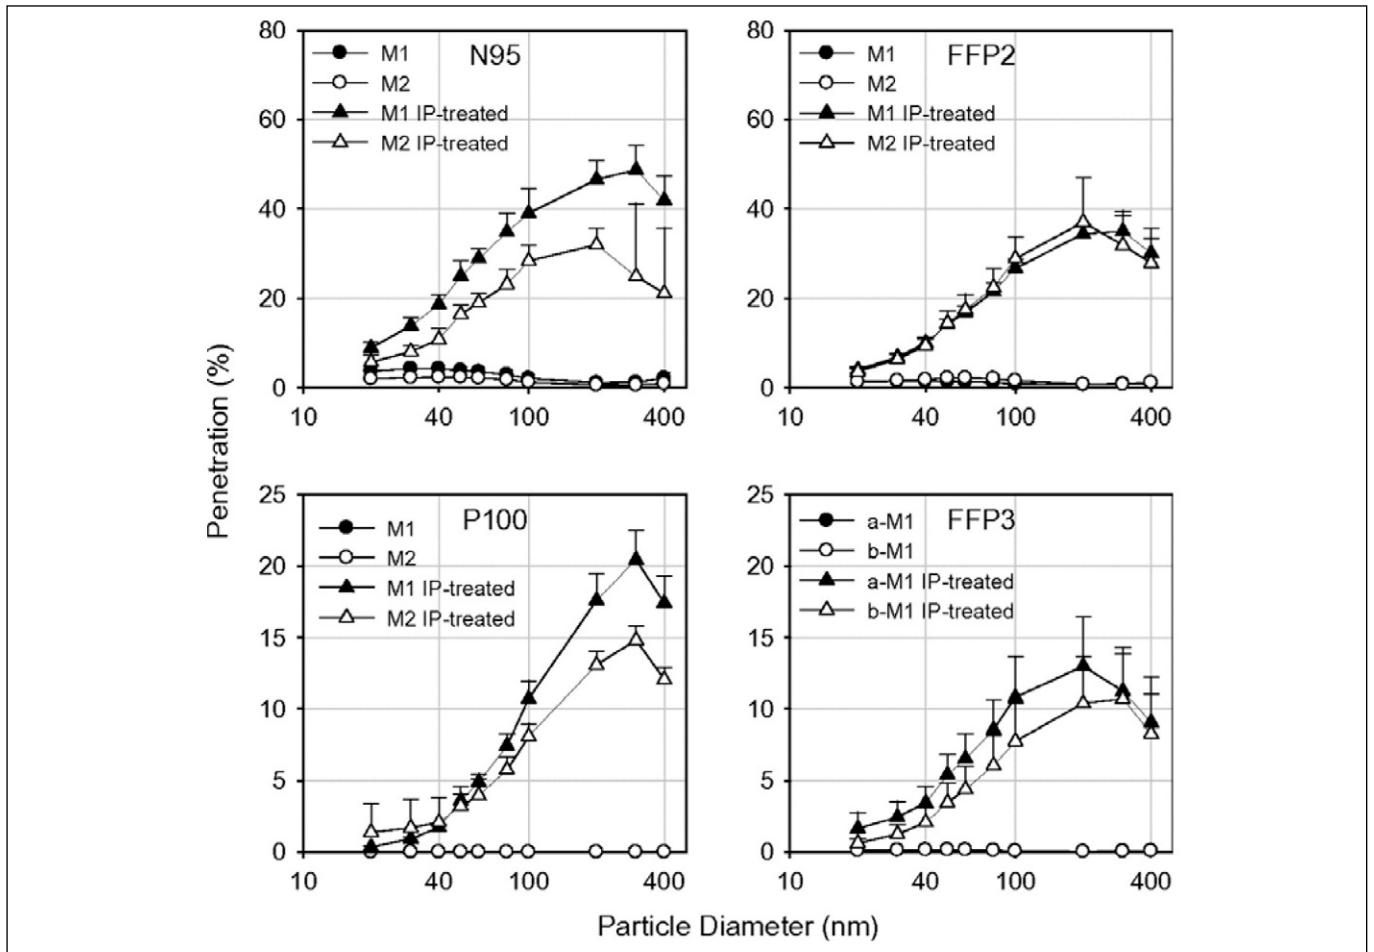 Penetration (%)
N95
80
60
40
20
0
M1
M2
M1 IP-treated
M2 IP-treated
10
40
100
400
FFP2
80
60
40
20
0
M1
M2
M1 IP-treated
M2 IP-treated
10
40
100
400
P100
25
20
15
10
5
0
M1
M2
M1 IP-treated
M2 IP-treated
10
40
100
400
FFP3
25
20
15
10
5
0
a-M1
b-M1
a-M1 IP-treated
b-M1 IP-treated
10
40
100
400
Particle Diameter (nm)